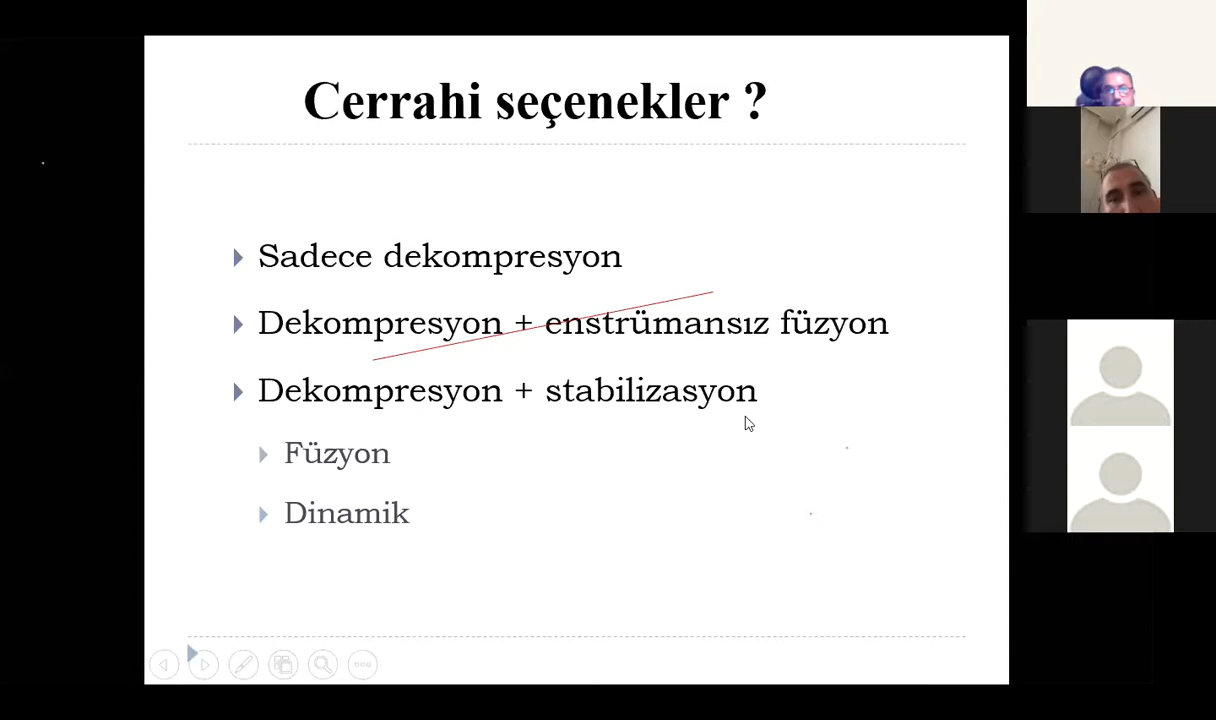 Cerrahi seçenekler ?
Sadece dekompresyon
Dekompresyon + enstrümansız füzyon
Dekompresyon + stabilizasyon
Füzyon
Dinamik